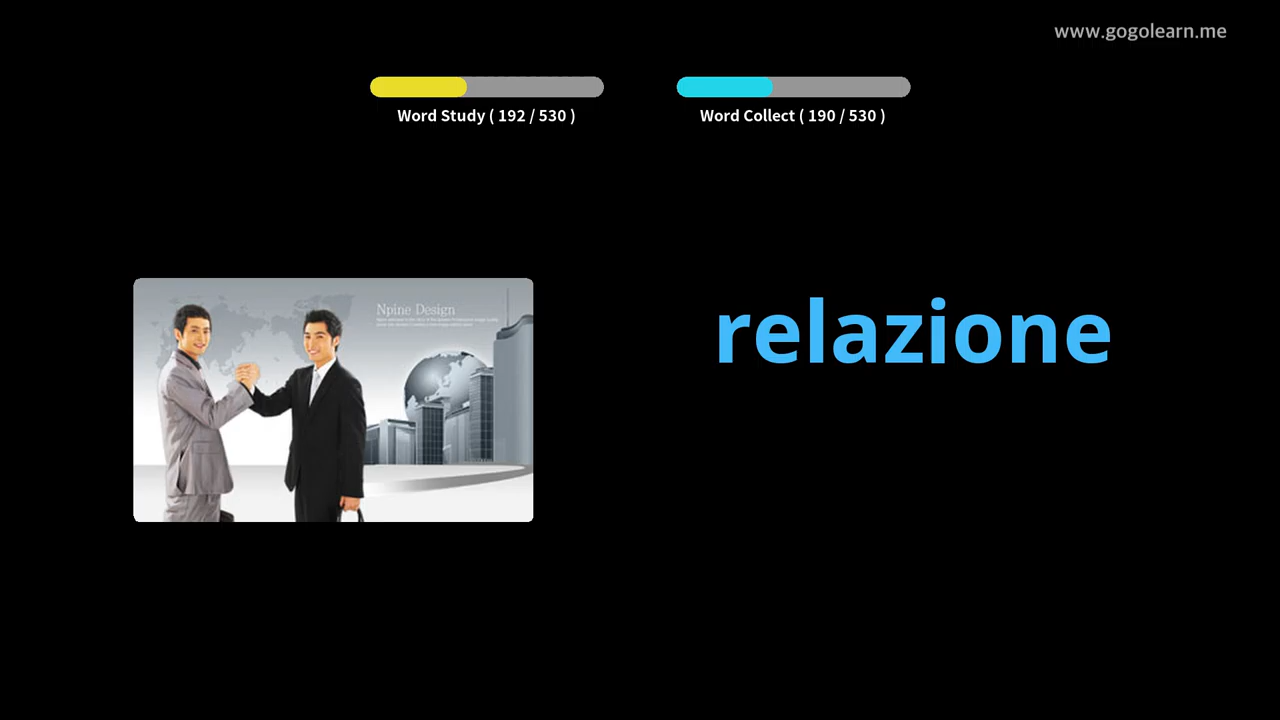 www.gogolearn.me
Word Study ( 192 / 530 )
Word Collect ( 190 / 530 )
Npine Design
relazione